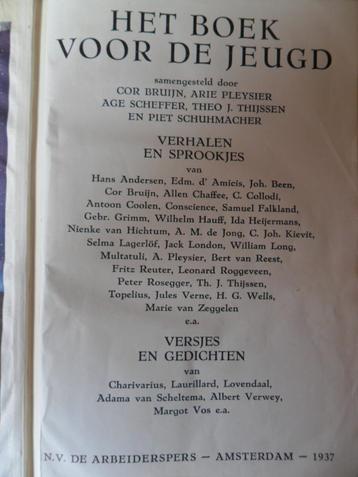 HET BOEK
VOOR DE JEUGD
samengesteld door
COR BRUIJN, ARIE PLEYSIER
AGE SCHEFFER, THEO J. THIJSSEN
EN PIET SCHUHMACHER
VERHALEN
EN SPROOKJES
van
Hans Andersen, Edm. d' Amicis, Joh. Been,
Cor Bruijn, Allen Chaffee, C. Collodi,
Antoon Coolen, Conscience, Samuel Falkland,
Gebr. Grimm, Wilhelm Hauff, Ida Heijermans,
Nienke van Hichtum, A. M. de Jong, C. Joh. Kievit,
Selma Lagerlöf, Jack London, William Long,
Multatuli, A. Pleysier, Bert van Reest,
Fritz Reuter, Leonard Roggeveen,
Peter Rosegger, Th. J. Thijssen,
Topelius, Jules Verne, H. G. Wells,
Marie van Zeggelen
e.a.
VERSJES
EN GEDICHTEN
van
Charivarius, Laurillard, Lovendaal,
Adama van Scheltema, Albert Verwey,
Margot Vos e.a.
N.V. DE ARBEIDERSPERS — AMSTERDAM — 1937